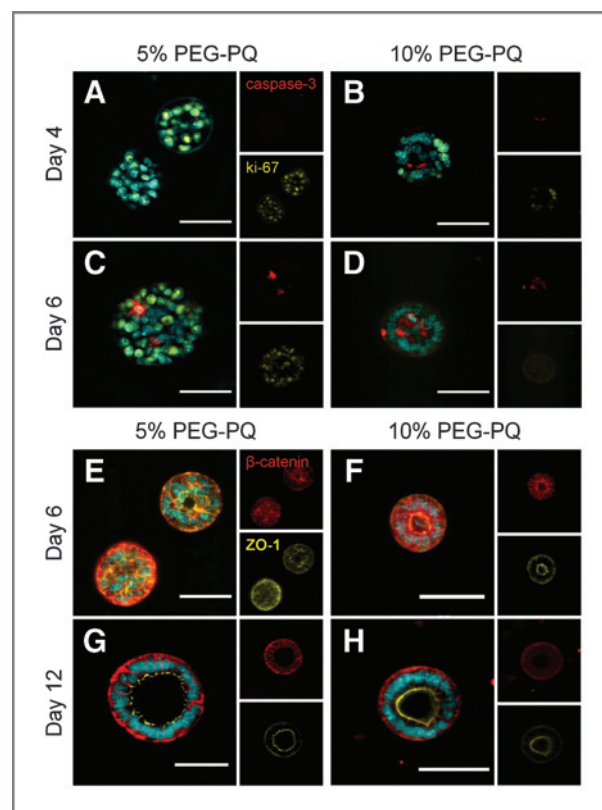 5% PEG-PQ 10% PEG-PQ
Day 4
A
caspase-3
ki-67
B
Day 6
C
D
5% PEG-PQ 10% PEG-PQ
Day 6
E
β-catenin
ZO-1
F
Day 12
G
H